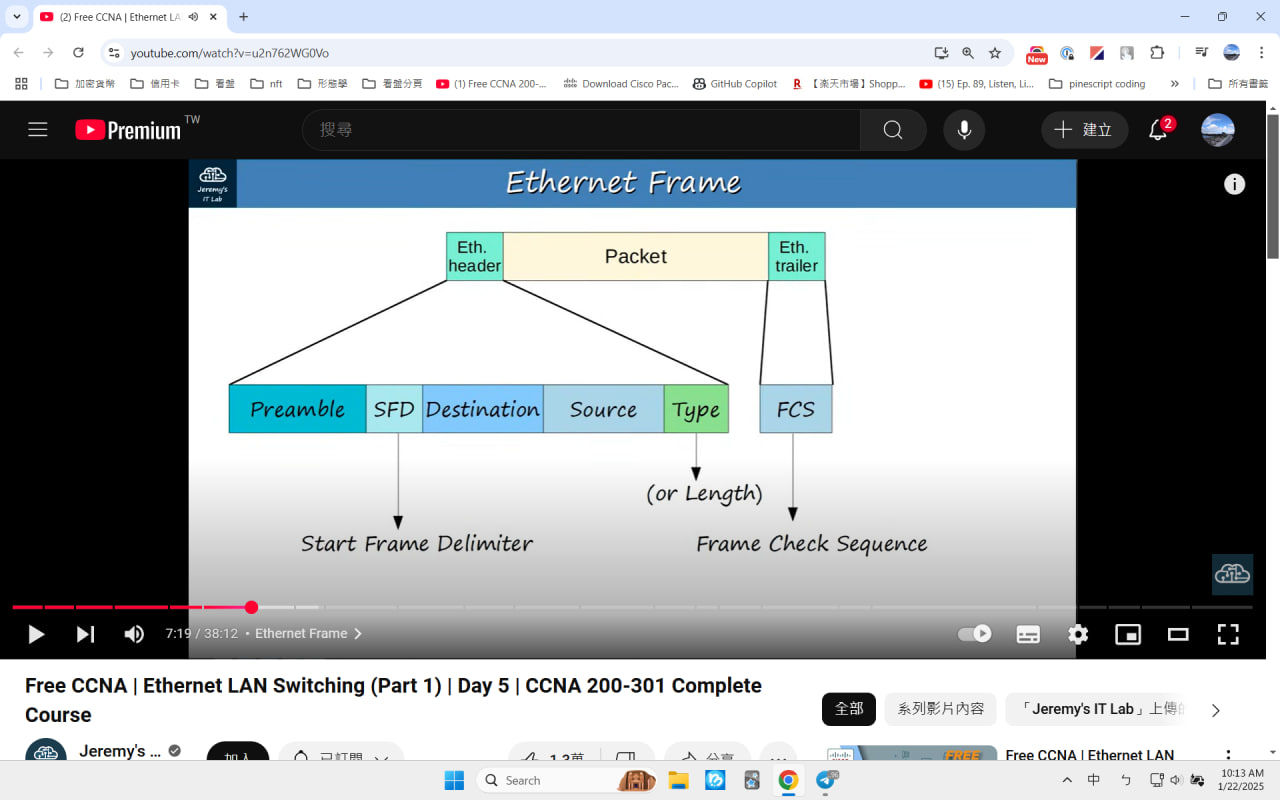 (2) Free CCNA | Ethernet LA
youtube.com/watch?v=u2n762WG0Vo
New
加密貨幣
信用卡
看盤
nft
形態學
看盤分頁
(1) Free CCNA 200-...
Download Cisco Pac...
GitHub Copilot
R
【楽天市場】Shopp...
(15) Ep. 89, Listen, Li...
pinescript coding
»
所有書籤
Premium TW
搜尋
建立
2
Jeremy's
IT Lab
Ethernet Frame
Eth.
header
Packet
Eth.
trailer
Preamble
SFD
Destination
Source
Type
FCS
(or Length)
Start Frame Delimiter
Frame Check Sequence
7:19 / 38:12 • Ethernet Frame
Free CCNA | Ethernet LAN Switching (Part 1) | Day 5 | CCNA 200-301 Complete
Course
全部
系列影片內容
「Jeremy's IT Lab」上傳的
Jeremy's ...
加入
已訂閱
1.3萬
分享
FREE
Free CCNA | Ethernet LAN
Search
96
中
ㄅ
10:13 AM
1/22/2025